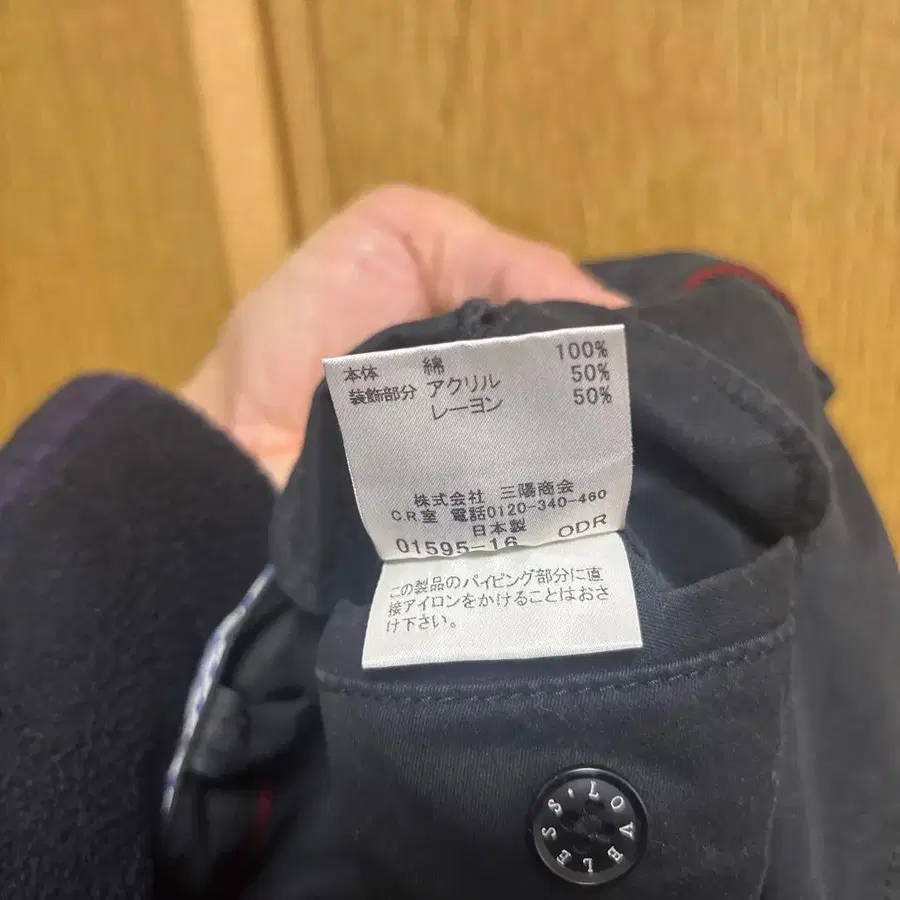 本体 綿 100%
装飾部分 アクリル 50%
レーヨン 50%
株式会社 三陽商会
C.R.室 電話0120-340-460
日本製
01595-16 ODR
この製品のパイピング部分に直
接アイロンをかけることはおさ
け下さい。
LOVELESS'